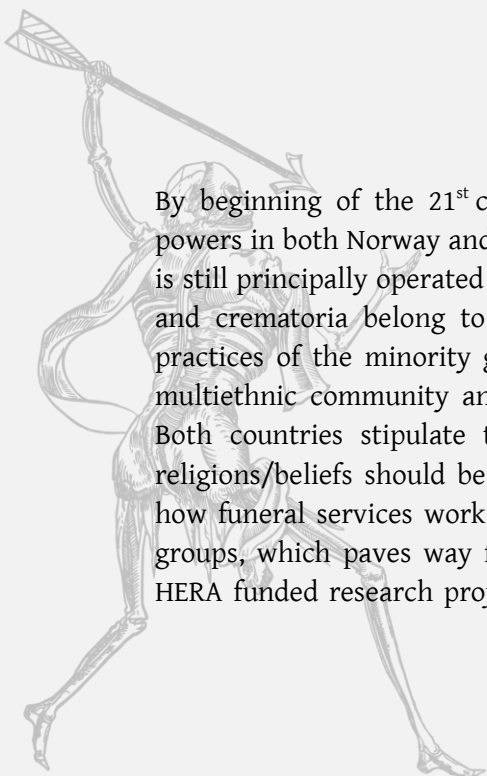 By beginning of the 21st c
powers in both Norway and
is still principally operated
and crematoria belong to
practices of the minority g
multiethnic community an
Both countries stipulate t
religions/beliefs should be
how funeral services work
groups, which paves way f
HERA funded research proj